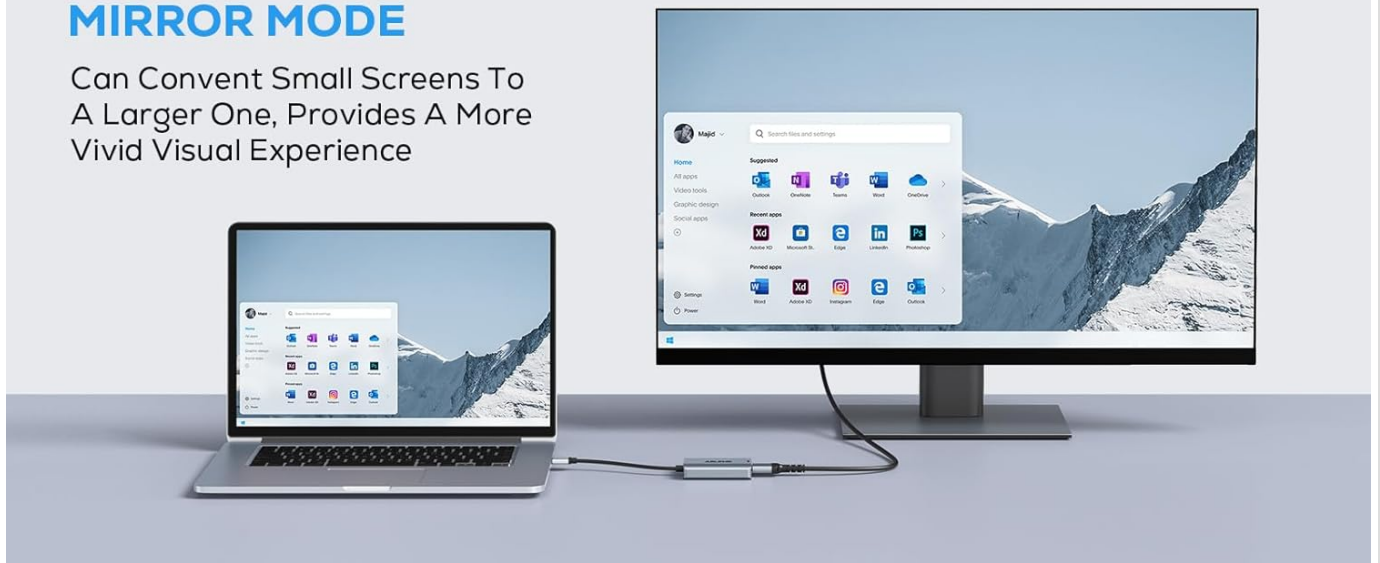 MIRROR MODE
Can Convent Small Screens To
A Larger One, Provides A More
Vivid Visual Experience
Majid
Search files and settings
Home
All apps
Video tools
Graphic design
Social apps
Settings
Power
Suggested
Outlook OneNote Teams Word OneDrive
Recent apps
Adobe XD Microsoft St.. Edge LinkedIn Photoshop
Pinned apps
Word Adobe XD Instagram Edge Outlook